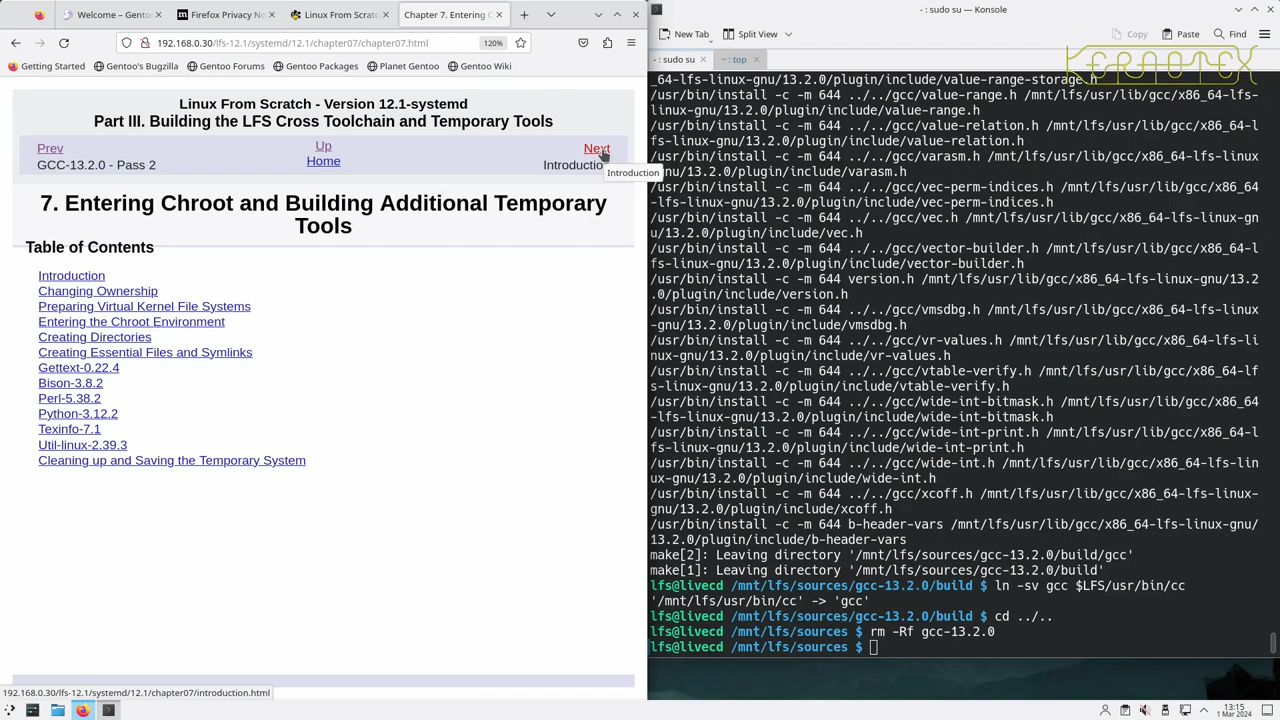 Welcome – Gentoo
Firefox Privacy No
Linux From Scratc
Chapter 7. Entering C
192.168.0.30/lfs-12.1/systemd/12.1/chapter07/chapter07.html
120%
Getting Started
Gentoo's Bugzilla
Gentoo Forums
Gentoo Packages
Planet Gentoo
Gentoo Wiki
Linux From Scratch - Version 12.1-systemd
Part III. Building the LFS Cross Toolchain and Temporary Tools
Prev
Up
Next
GCC-13.2.0 - Pass 2
Home
Introduction
Introduction
7. Entering Chroot and Building Additional Temporary
Tools
Table of Contents
Introduction
Changing Ownership
Preparing Virtual Kernel File Systems
Entering the Chroot Environment
Creating Directories
Creating Essential Files and Symlinks
Gettext-0.22.4
Bison-3.8.2
Perl-5.38.2
Python-3.12.2
Texinfo-7.1
Util-linux-2.39.3
Cleaning up and Saving the Temporary System
192.168.0.30/lfs-12.1/systemd/12.1/chapter07/introduction.html
- : sudo su — Konsole
New Tab
Split View
Copy
Paste
Find
- : sudo su
~ : top
KERNOTEX
_64-lfs-linux-gnu/13.2.0/plugin/include/value-range-storage.h
/usr/bin/install -c -m 644 ../../gcc/value-range.h /mnt/lfs/usr/lib/gcc/x86_64-lfs-
linux-gnu/13.2.0/plugin/include/value-range.h
/usr/bin/install -c -m 644 ../../gcc/value-relation.h /mnt/lfs/usr/lib/gcc/x86_64-l
fs-linux-gnu/13.2.0/plugin/include/value-relation.h
/usr/bin/install -c -m 644 ../../gcc/varasm.h /mnt/lfs/usr/lib/gcc/x86_64-lfs-linux
-gnu/13.2.0/plugin/include/varasm.h
/usr/bin/install -c -m 644 ../../gcc/vec-perm-indices.h /mnt/lfs/usr/lib/gcc/x86_64
-lfs-linux-gnu/13.2.0/plugin/include/vec-perm-indices.h
/usr/bin/install -c -m 644 ../../gcc/vec.h /mnt/lfs/usr/lib/gcc/x86_64-lfs-linux-gn
u/13.2.0/plugin/include/vec.h
/usr/bin/install -c -m 644 ../../gcc/vector-builder.h /mnt/lfs/usr/lib/gcc/x86_64-l
fs-linux-gnu/13.2.0/plugin/include/vector-builder.h
/usr/bin/install -c -m 644 version.h /mnt/lfs/usr/lib/gcc/x86_64-lfs-linux-gnu/13.2
.0/plugin/include/version.h
/usr/bin/install -c -m 644 ../../gcc/vmsdbg.h /mnt/lfs/usr/lib/gcc/x86_64-lfs-linux
-gnu/13.2.0/plugin/include/vmsdbg.h
/usr/bin/install -c -m 644 ../../gcc/vr-values.h /mnt/lfs/usr/lib/gcc/x86_64-lfs-li
nux-gnu/13.2.0/plugin/include/vr-values.h
/usr/bin/install -c -m 644 ../../gcc/vtable-verify.h /mnt/lfs/usr/lib/gcc/x86_64-lf
s-linux-gnu/13.2.0/plugin/include/vtable-verify.h
/usr/bin/install -c -m 644 ../../gcc/wide-int-bitmask.h /mnt/lfs/usr/lib/gcc/x86_64
-lfs-linux-gnu/13.2.0/plugin/include/wide-int-bitmask.h
/usr/bin/install -c -m 644 ../../gcc/wide-int-print.h /mnt/lfs/usr/lib/gcc/x86_64-l
fs-linux-gnu/13.2.0/plugin/include/wide-int-print.h
/usr/bin/install -c -m 644 ../../gcc/wide-int.h /mnt/lfs/usr/lib/gcc/x86_64-lfs-lin
ux-gnu/13.2.0/plugin/include/wide-int.h
/usr/bin/install -c -m 644 ../../gcc/xcoff.h /mnt/lfs/usr/lib/gcc/x86_64-lfs-linux-
gnu/13.2.0/plugin/include/xcoff.h
/usr/bin/install -c -m 644 b-header-vars /mnt/lfs/usr/lib/gcc/x86_64-lfs-linux-gnu/
13.2.0/plugin/include/b-header-vars
make[2]: Leaving directory '/mnt/lfs/sources/gcc-13.2.0/build/gcc'
make[1]: Leaving directory '/mnt/lfs/sources/gcc-13.2.0/build'
lfs@livecd /mnt/lfs/sources/gcc-13.2.0/build $ ln -sv gcc $LFS/usr/bin/cc
'/mnt/lfs/usr/bin/cc' -> 'gcc'
lfs@livecd /mnt/lfs/sources/gcc-13.2.0/build $ cd ../..
lfs@livecd /mnt/lfs/sources $ rm -Rf gcc-13.2.0
lfs@livecd /mnt/lfs/sources $
13:15
1 Mar 2024